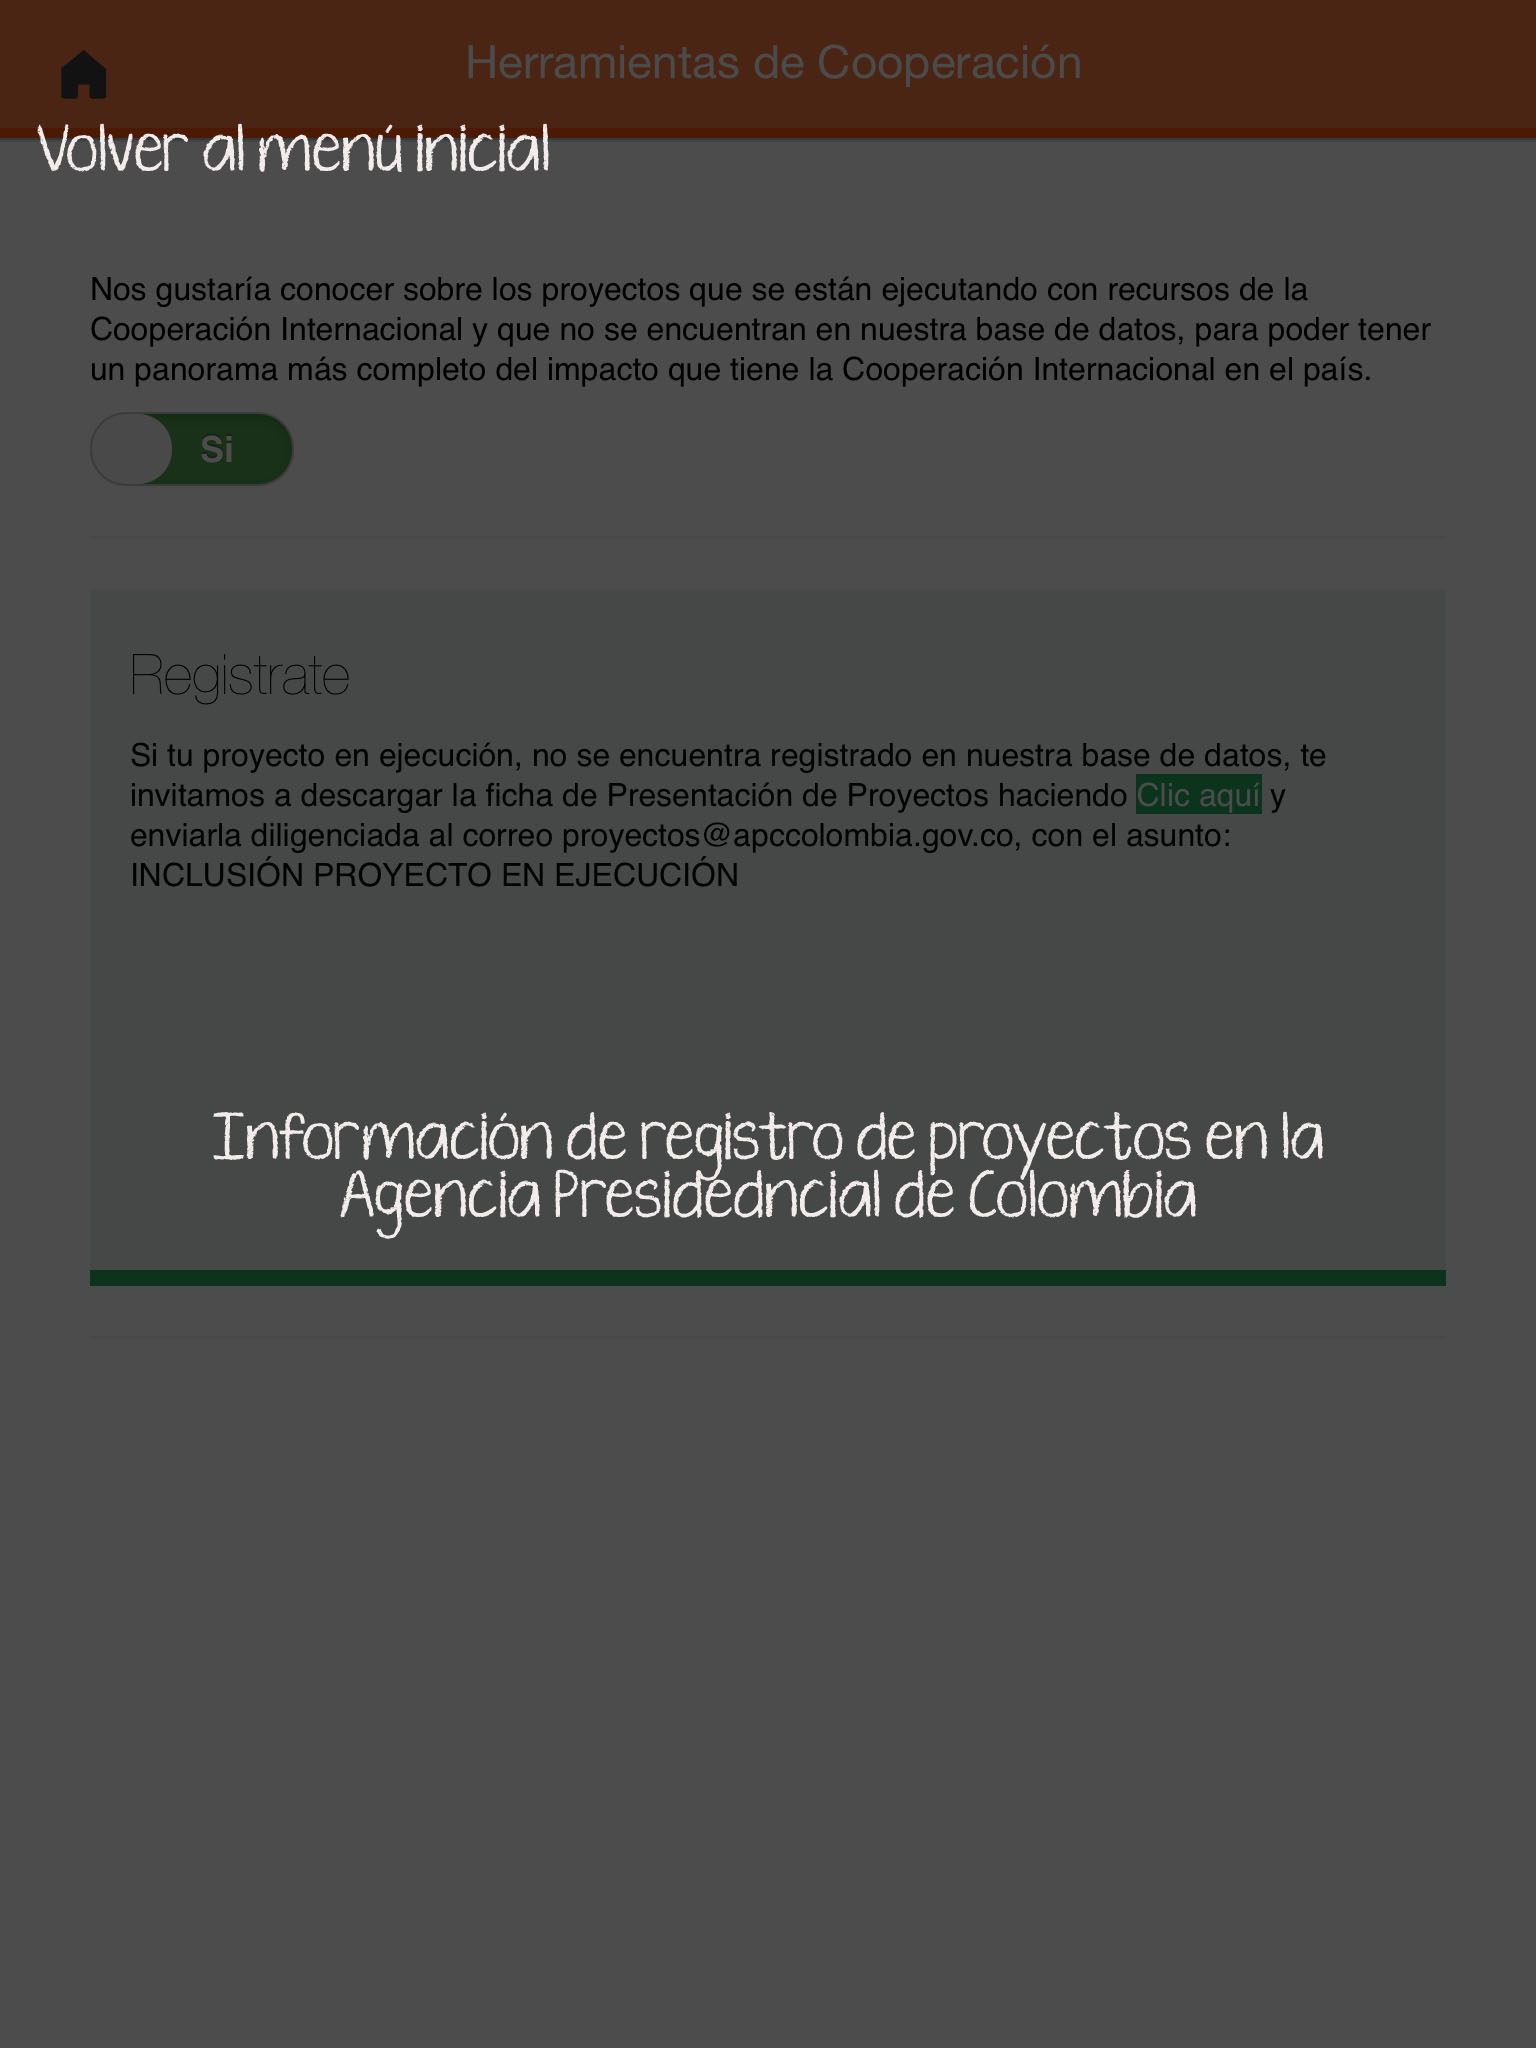 Herramientas de Cooperación
Volver al menú inicial
Nos gustaría conocer sobre los proyectos que se están ejecutando con recursos de la
Cooperación Internacional y que no se encuentran en nuestra base de datos, para poder tener
un panorama más completo del impacto que tiene la Cooperación Internacional en el país.
Si
Registrate
Si tu proyecto en ejecución, no se encuentra registrado en nuestra base de datos, te
invitamos a descargar la ficha de Presentación de Proyectos haciendo Clic aquí y
enviarla diligenciada al correo proyectos@apccolombia.gov.co, con el asunto:
INCLUSIÓN PROYECTO EN EJECUCIÓN
Información de registro de proyectos en la
Agencia Presidedncial de Colombia